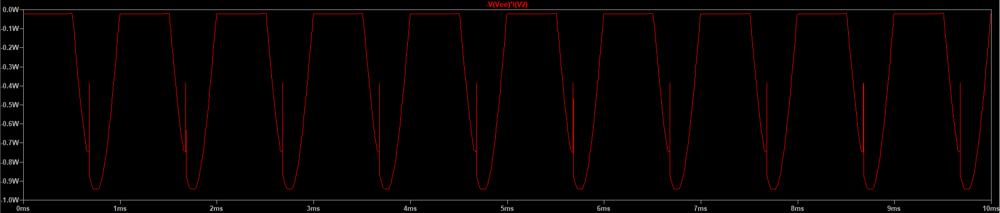 -V(Vee)*I(V2)
0.0W
-0.1W
-0.2W
-0.3W
-0.4W
-0.5W
-0.6W
-0.7W
-0.8W
-0.9W
-1.0W
0ms 1ms 2ms 3ms 4ms 5ms 6ms 7ms 8ms 9ms 10ms